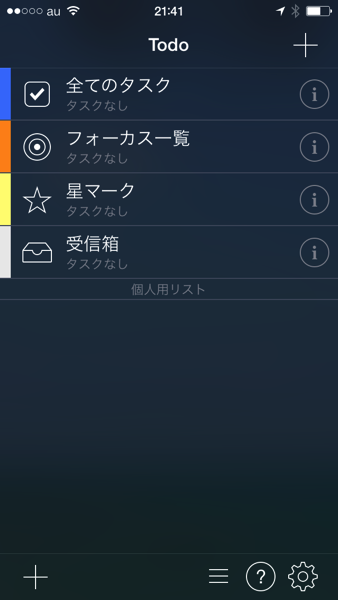 au 21:41
Todo
全てのタスク
タスクなし
フォーカス一覧
タスクなし
星マーク
タスクなし
受信箱
タスクなし
個人用リスト